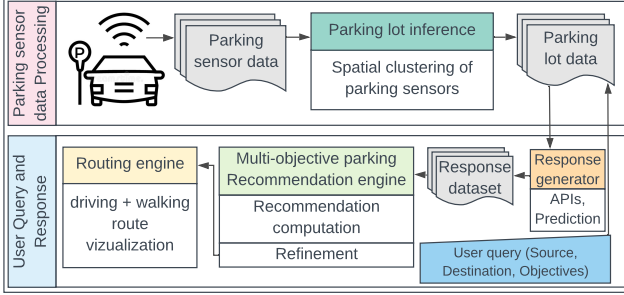 Parking sensor
data Processing
P
Parking
sensor data
Parking lot inference
Spatial clustering of
parking sensors
Parking
lot data
User Query and
Response
Routing engine
driving + walking
route
vizualization
Multi-objective parking
Recommendation engine
Recommendation
computation
Refinement
Response
dataset
Response
generator
APIs,
Prediction
User query (Source,
Destination, Objectives)